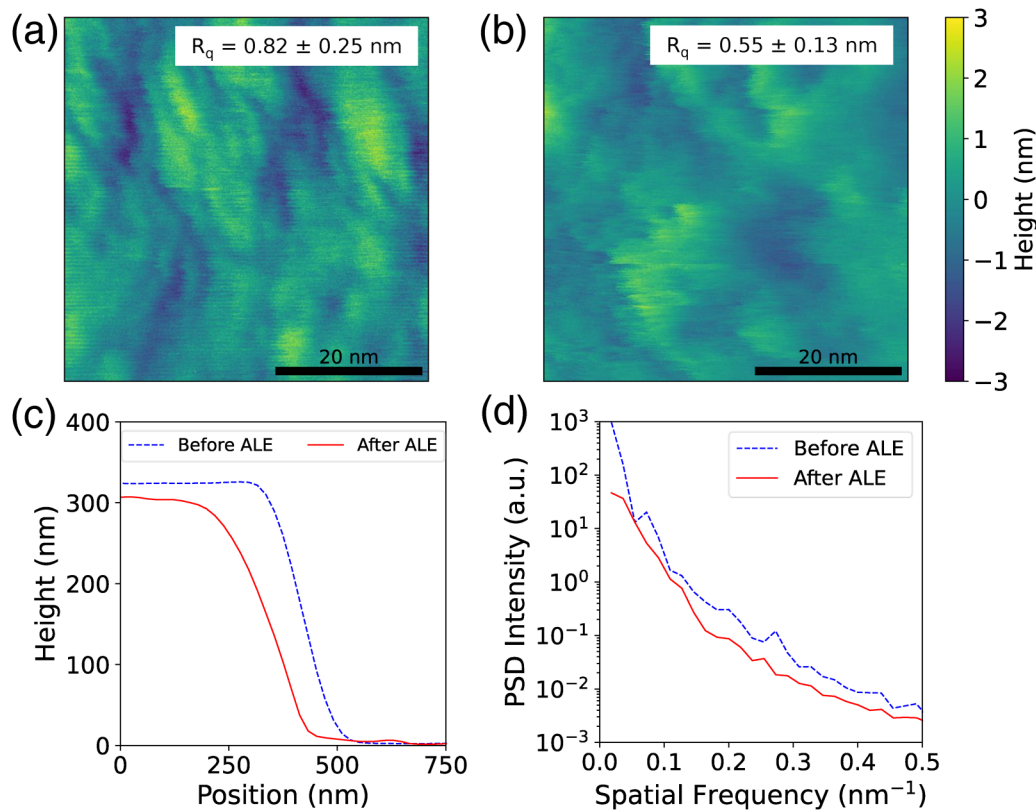 (a)
R_q = 0.82 ± 0.25 nm
20 nm
(b)
R_q = 0.55 ± 0.13 nm
20 nm
3
2
1
0
−1
−2
−3
Height (nm)
(c)
400
300
200
100
0
Height (nm)
Before ALE
After ALE
0
250
500
750
Position (nm)
(d)
10^3
10^2
10^1
10^0
10^−1
10^−2
10^−3
PSD Intensity (a.u.)
Before ALE
After ALE
0.0
0.1
0.2
0.3
0.4
0.5
Spatial Frequency (nm^−1)